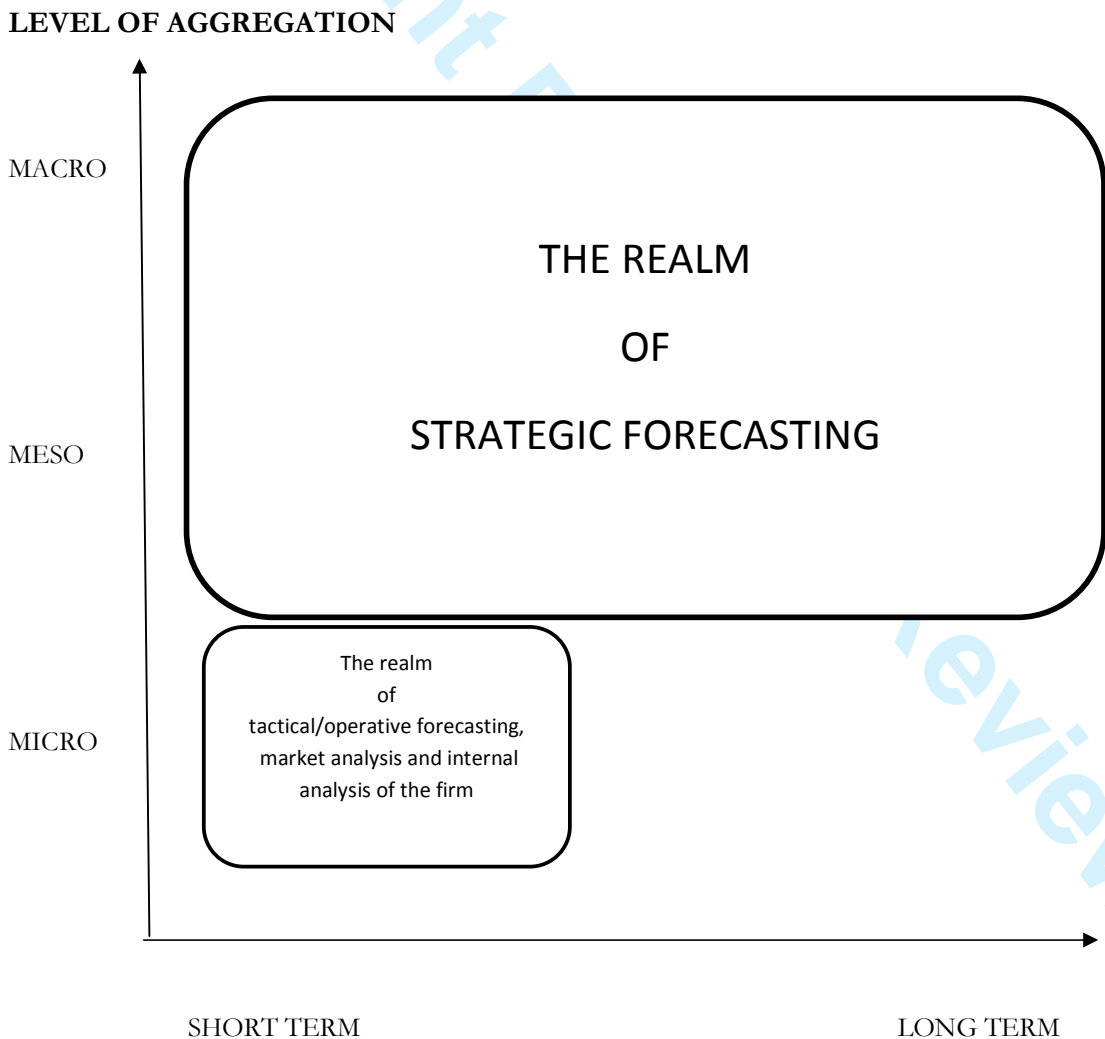 LEVEL OF AGGREGATION
MACRO
THE REALM
OF
STRATEGIC FORECASTING
MESO
The realm
of
tactical/operative forecasting,
market analysis and internal
analysis of the firm
MICRO
SHORT TERM
LONG TERM